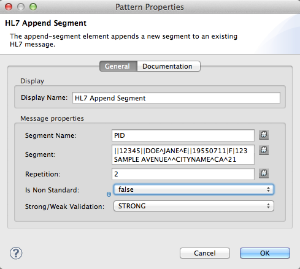 Pattern Properties
HL7 Append Segment
The append-segment element appends a new segment to an existing
HL7 message.
General
Documentation
Display
Display Name: HL7 Append Segment
Message properties
Segment Name: PID
Segment: ||12345||DOE^JANE^E||19550711|F|123
SAMPLE AVENUE^^CITYNAME^CA^21
Repetition: 2
Is Non Standard: false
Strong/Weak Validation: STRONG
?
Cancel
OK